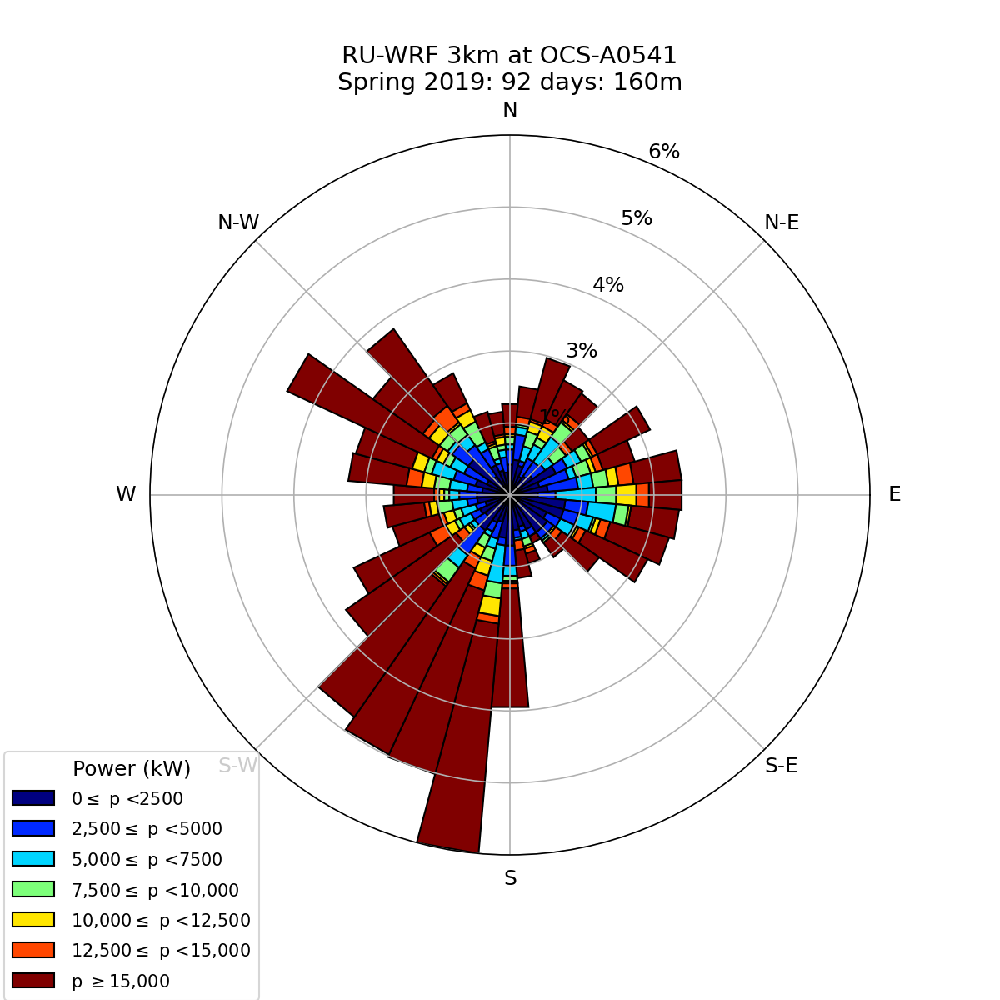 RU-WRF 3km at OCS-A0541
Spring 2019: 92 days: 160m
N
6%
N-W
N-E
5%
4%
3%
1%
W
E
S-W
S-E
S
Power (kW)
0≤ p <2500
2,500≤ p <5000
5,000≤ p <7500
7,500≤ p <10,000
10,000≤ p <12,500
12,500≤ p <15,000
p ≥15,000